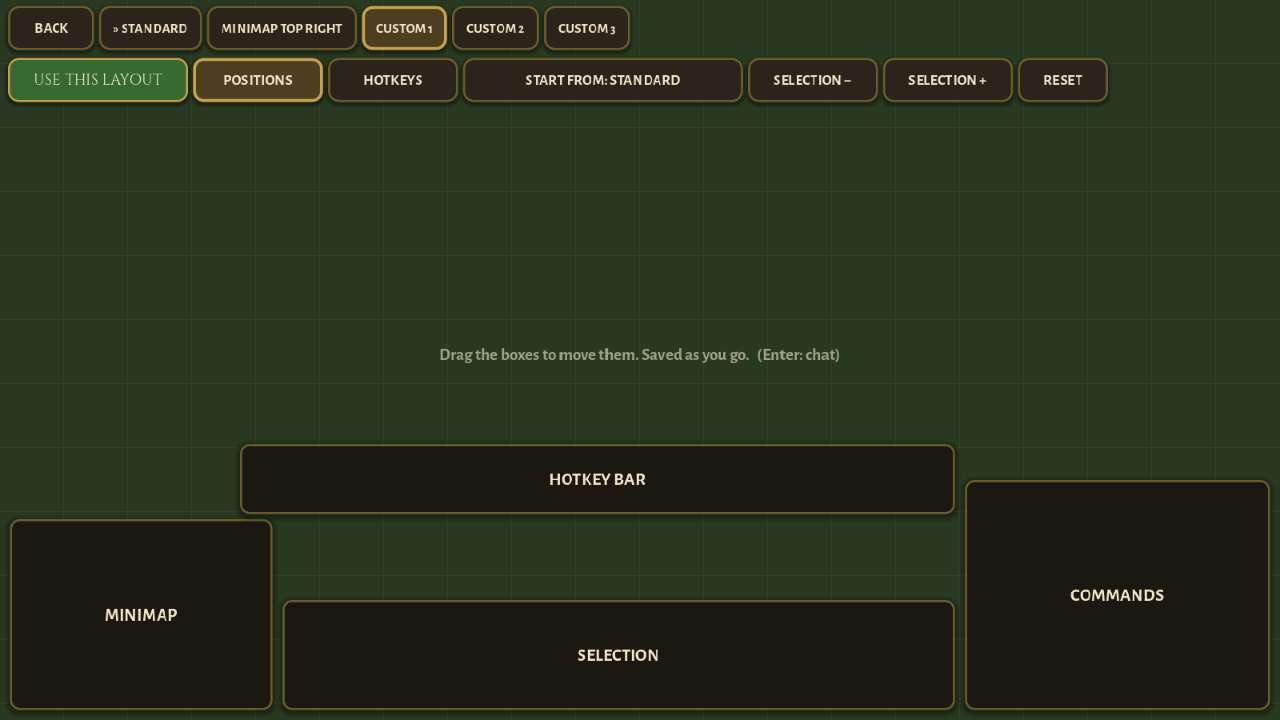 BACK
» STANDARD
MINIMAP TOP RIGHT
CUSTOM 1
CUSTOM 2
CUSTOM 3
USE THIS LAYOUT
POSITIONS
HOTKEYS
START FROM: STANDARD
SELECTION –
SELECTION +
RESET
Drag the boxes to move them. Saved as you go. (Enter: chat)
HOTKEY BAR
COMMANDS
MINIMAP
SELECTION